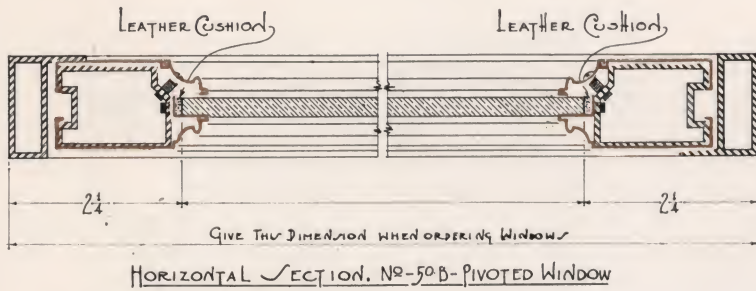 LEATHER CUSHION
LEATHER CUSHION
2¼
2¼
GIVE THIS DIMENSION WHEN ORDERING WINDOWS
HORIZONTAL SECTION. Nº-50B-PIVOTED WINDOW